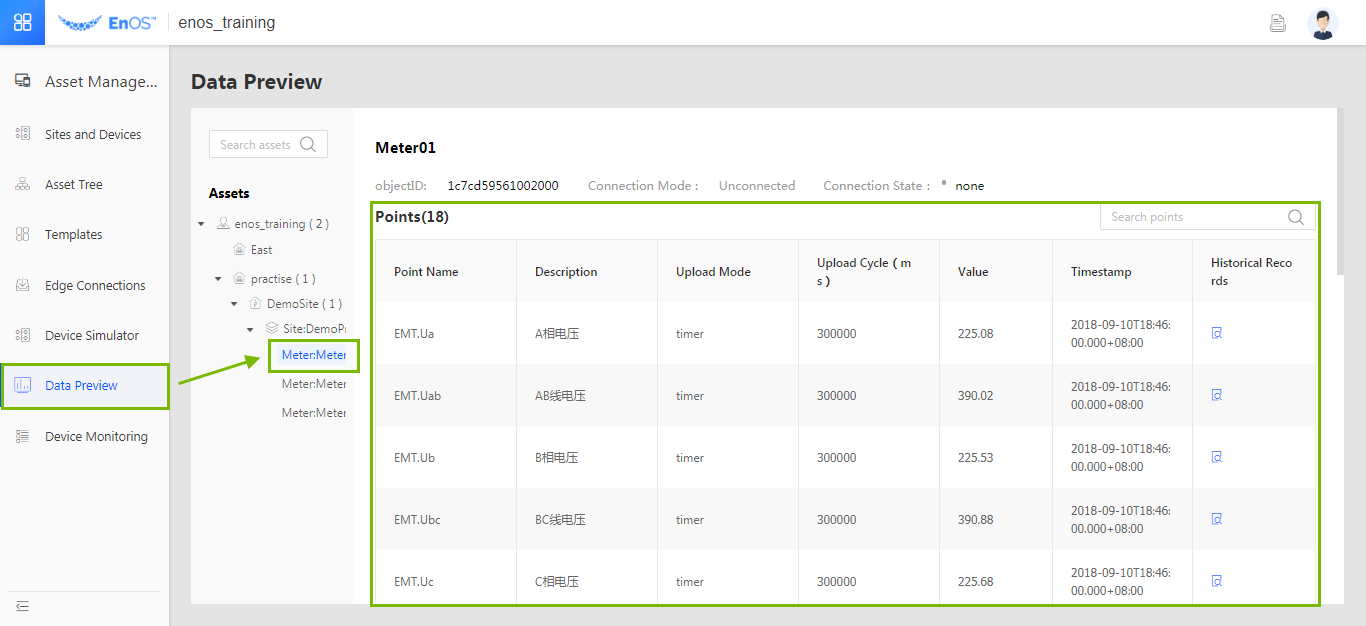 EnOS™
enos_training
Asset Manage...
Sites and Devices
Asset Tree
Templates
Edge Connections
Device Simulator
Data Preview
Device Monitoring
Data Preview
Search assets
Assets
enos_training ( 2 )
East
practise ( 1 )
DemoSite ( 1 )
Site:DemoPr
Meter:Meter
Meter:Meter
Meter:Meter
Meter01
objectID: 1c7cd59561002000 Connection Mode : Unconnected Connection State : none
Points(18)
Search points
Point Name Description Upload Mode Upload Cycle ( m
s ) Value Timestamp Historical Reco
rds
EMT.Ua A相电压 timer 300000 225.08 2018-09-10T18:46:
00.000+08:00
EMT.Uab AB线电压 timer 300000 390.02 2018-09-10T18:46:
00.000+08:00
EMT.Ub B相电压 timer 300000 225.53 2018-09-10T18:46:
00.000+08:00
EMT.Ubc BC线电压 timer 300000 390.88 2018-09-10T18:46:
00.000+08:00
EMT.Uc C相电压 timer 300000 225.68 2018-09-10T18:46:
00.000+08:00